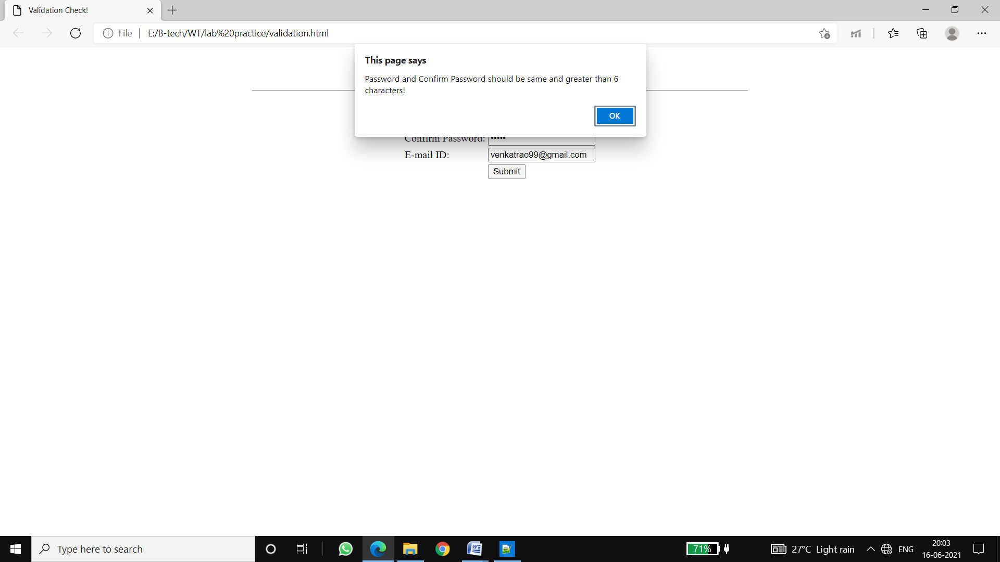 Validation Check!
File
E:/B-tech/WT/lab%20practice/validation.html
This page says
Password and Confirm Password should be same and greater than 6
characters!
OK
Confirm Password: •••••
E-mail ID: venkatrao99@gmail.com
Submit
Type here to search
71%
27°C Light rain
ENG
20:03
16-06-2021